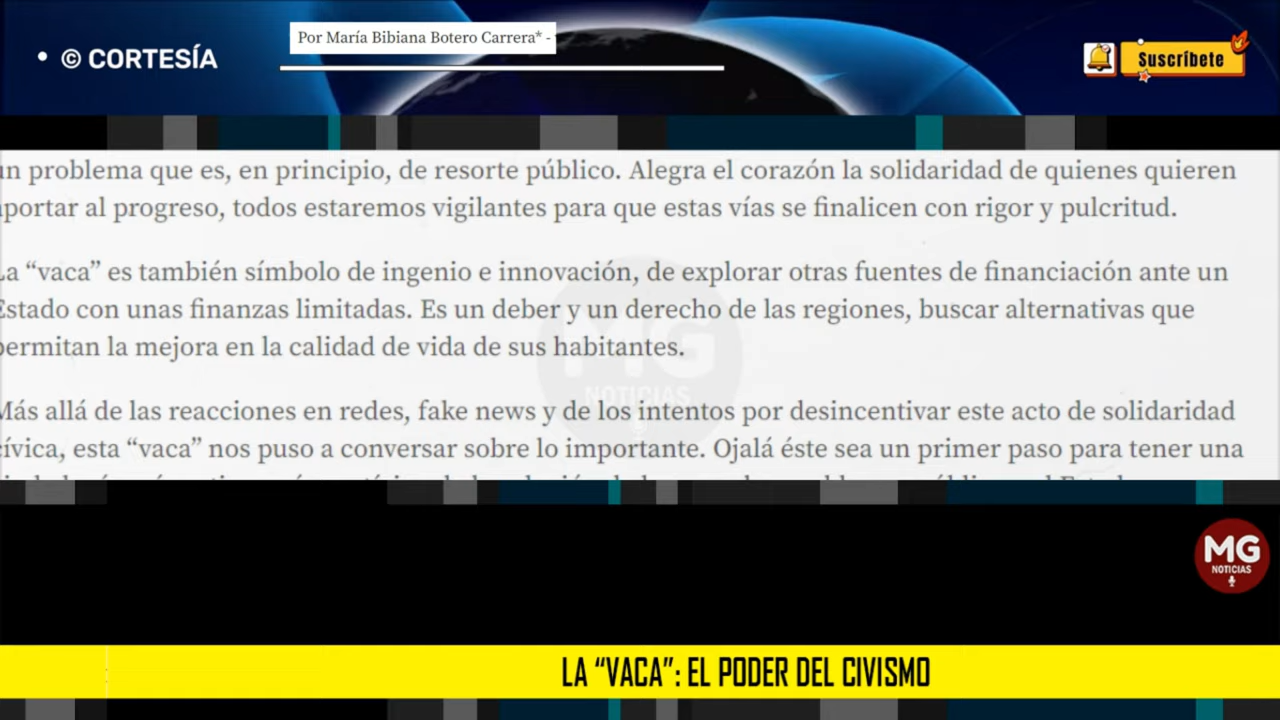 • © CORTESÍA
Por María Bibiana Botero Carrera* -
Suscríbete
un problema que es, en principio, de resorte público. Alegra el corazón la solidaridad de quienes quieren
aportar al progreso, todos estaremos vigilantes para que estas vías se finalicen con rigor y pulcritud.
La “vaca” es también símbolo de ingenio e innovación, de explorar otras fuentes de financiación ante un
Estado con unas finanzas limitadas. Es un deber y un derecho de las regiones, buscar alternativas que
permitan la mejora en la calidad de vida de sus habitantes.
Más allá de las reacciones en redes, fake news y de los intentos por desincentivar este acto de solidaridad
cívica, esta “vaca” nos puso a conversar sobre lo importante. Ojalá éste sea un primer paso para tener una
MG
NOTICIAS
MG
NOTICIAS
LA “VACA”: EL PODER DEL CIVISMO